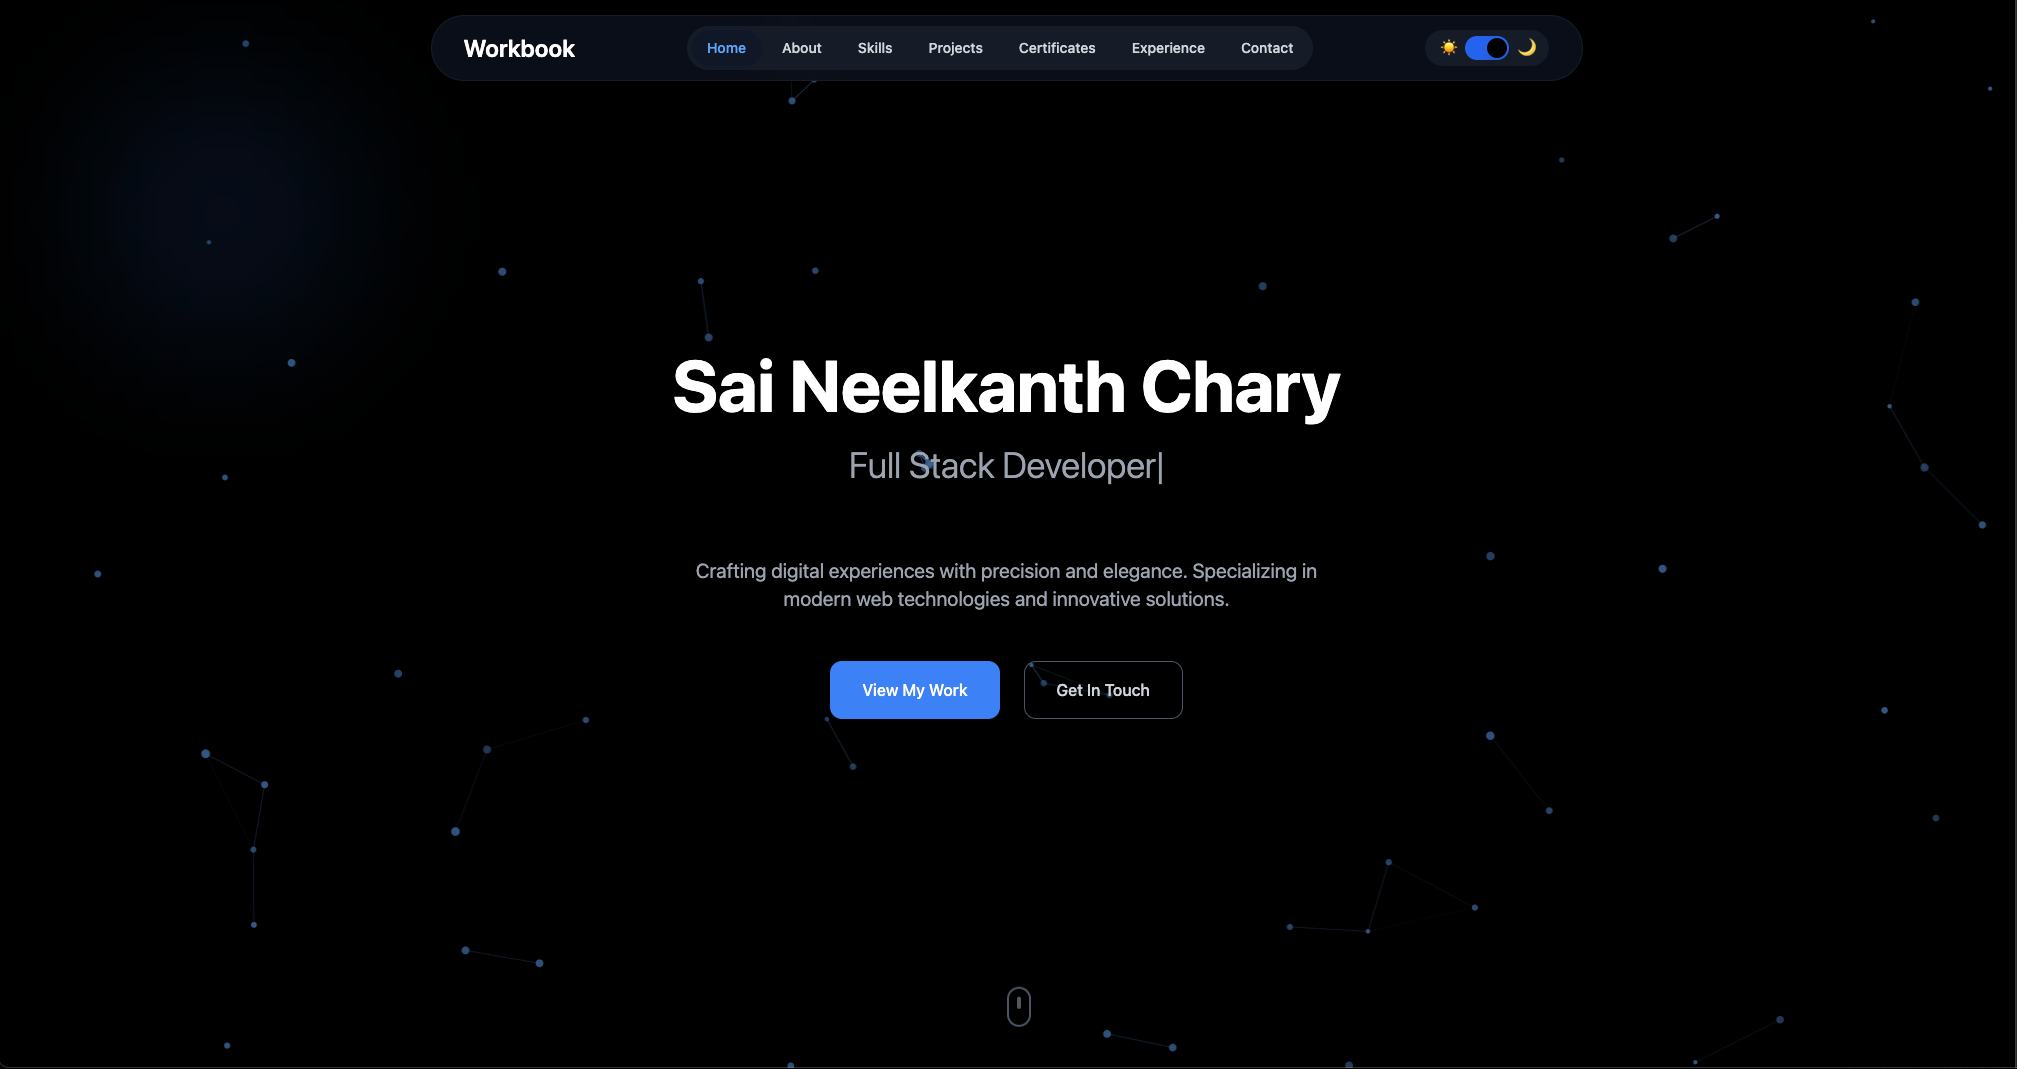 Workbook
Home About Skills Projects Certificates Experience Contact
Sai Neelkanth Chary
Full Stack Developer|
Crafting digital experiences with precision and elegance. Specializing in
modern web technologies and innovative solutions.
View My Work
Get In Touch